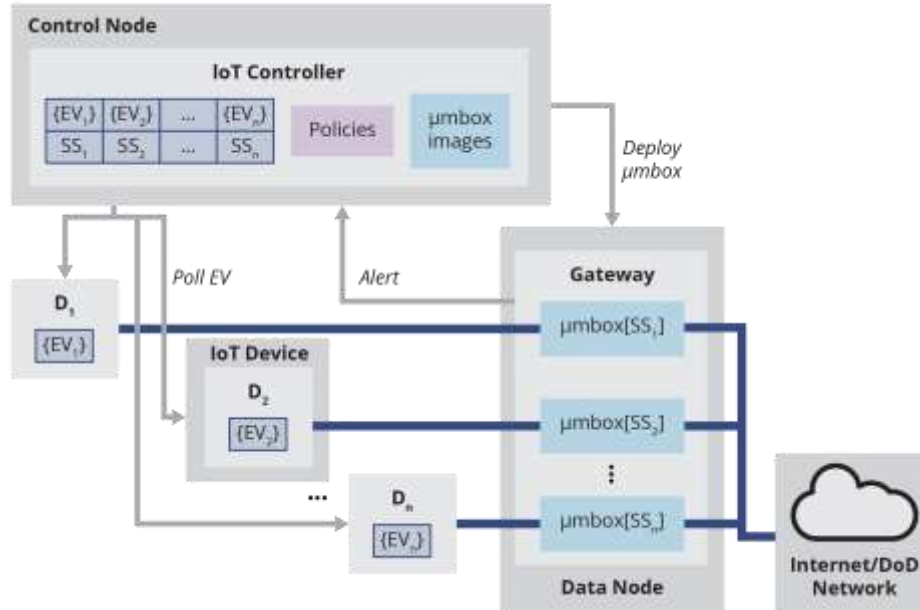 Control Node
IoT Controller
{EV₁} {EV₂} ... {EVₙ}
SS₁ SS₂ ... SSₙ
Policies
µmbox
images
Deploy
µmbox
Poll EV
Alert
D₁
{EV₁}
IoT Device
D₂
{EV₂}
...
Dₙ
{EVₙ}
Gateway
µmbox[SS₁]
µmbox[SS₂]
µmbox[SSₙ]
Data Node
Internet/DoD
Network